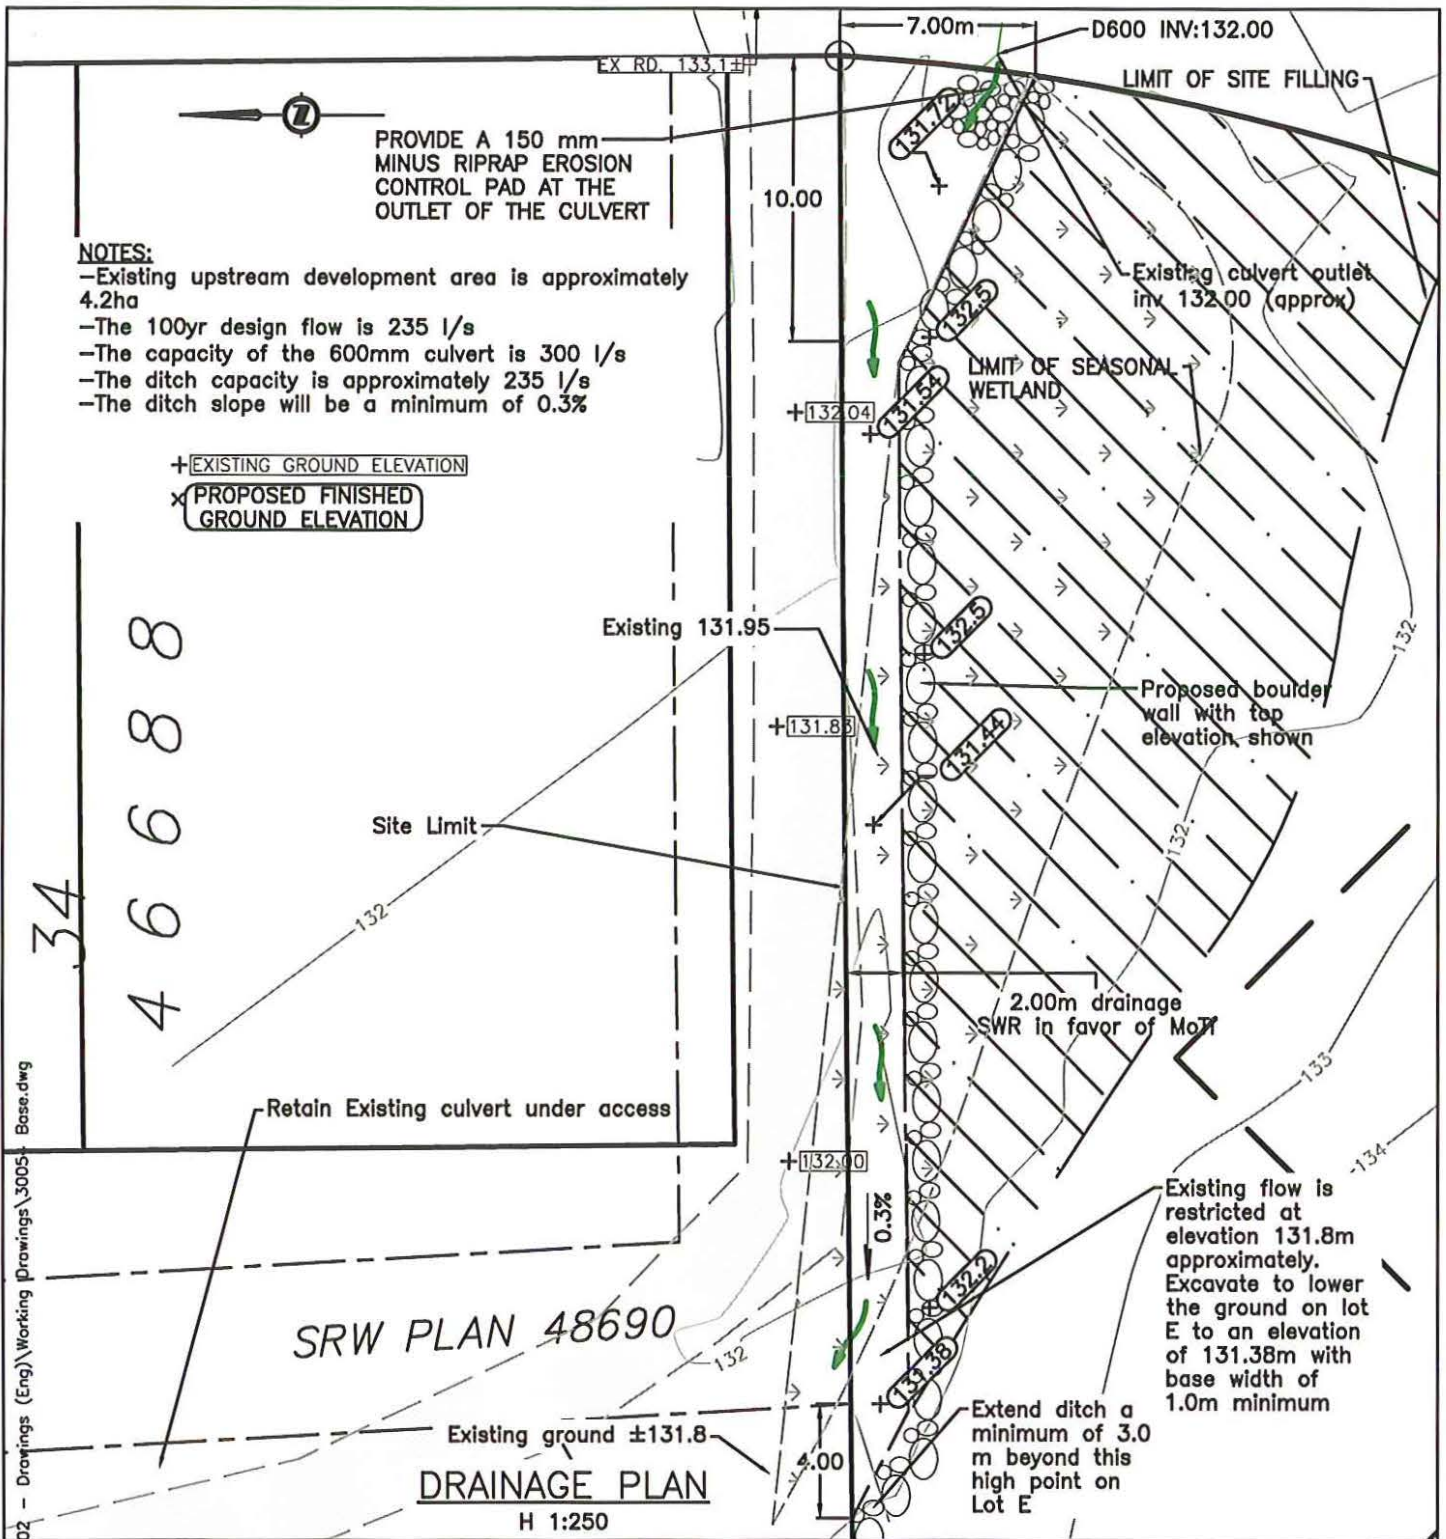 7.00m
D600 INV:132.00
EX RD. 133.1±
LIMIT OF SITE FILLING
Z
PROVIDE A 150 mm
MINUS RIPRAP EROSION
CONTROL PAD AT THE
OUTLET OF THE CULVERT
10.00
NOTES:
-Existing upstream development area is approximately
4.2ha
-The 100yr design flow is 235 l/s
-The capacity of the 600mm culvert is 300 l/s
-The ditch capacity is approximately 235 l/s
-The ditch slope will be a minimum of 0.3%
Existing culvert outlet
inv 132.00 (approx)
132.5
LIMIT OF SEASONAL
WETLAND
131.54
132.04
EXISTING GROUND ELEVATION
PROPOSED FINISHED
GROUND ELEVATION
Existing 131.95
132.5
132
Proposed boulder
wall with top
elevation shown
131.83
131.44
Site Limit
132
132
34
46688
2.00m drainage
SWR in favor of MoTI
133
Retain Existing culvert under access
134
132.00
0.3%
Existing flow is
restricted at
elevation 131.8m
approximately.
Excavate to lower
the ground on lot
E to an elevation
of 131.38m with
base width of
1.0m minimum
132.2
SRW PLAN 48690
132
131.38
Extend ditch a
minimum of 3.0
m beyond this
high point on
Lot E
Existing ground ±131.8
4.00
DRAINAGE PLAN
H 1:250
02 - Drawings (Eng)\Working Drawings\3005- Base.dwg